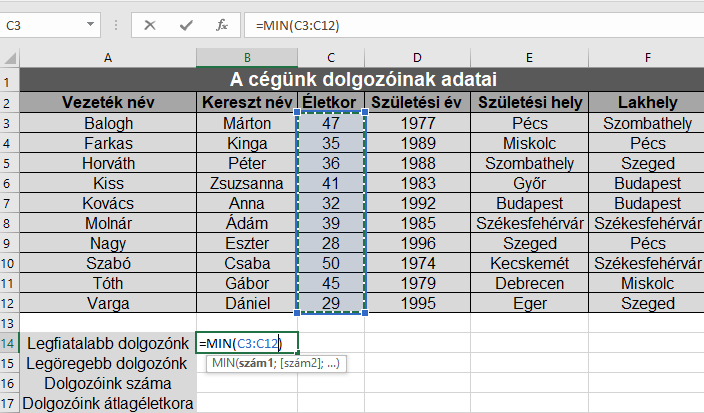 C3 =MIN(C3:C12)
A B C D E F
1 A cégünk dolgozóinak adatai
2 Vezeték név Kereszt név Életkor Születési év Születési hely Lakhely
3 Balogh Márton 47 1977 Pécs Szombathely
4 Farkas Kinga 35 1989 Miskolc Pécs
5 Horváth Péter 36 1988 Szombathely Szeged
6 Kiss Zsuzsanna 41 1983 Győr Budapest
7 Kovács Anna 32 1992 Budapest Budapest
8 Molnár Ádám 39 1985 Székesfehérvár Székesfehérvár
9 Nagy Eszter 28 1996 Szeged Pécs
10 Szabó Csaba 50 1974 Kecskemét Székesfehérvár
11 Tóth Gábor 45 1979 Debrecen Miskolc
12 Varga Dániel 29 1995 Eger Szeged
13
14 Legfiatalabb dolgozónk =MIN(C3:C12)
15 Legöregebb dolgozónk MIN(szám1; [szám2]; ...)
16 Dolgozóink száma
17 Dolgozóink átlagéletkora